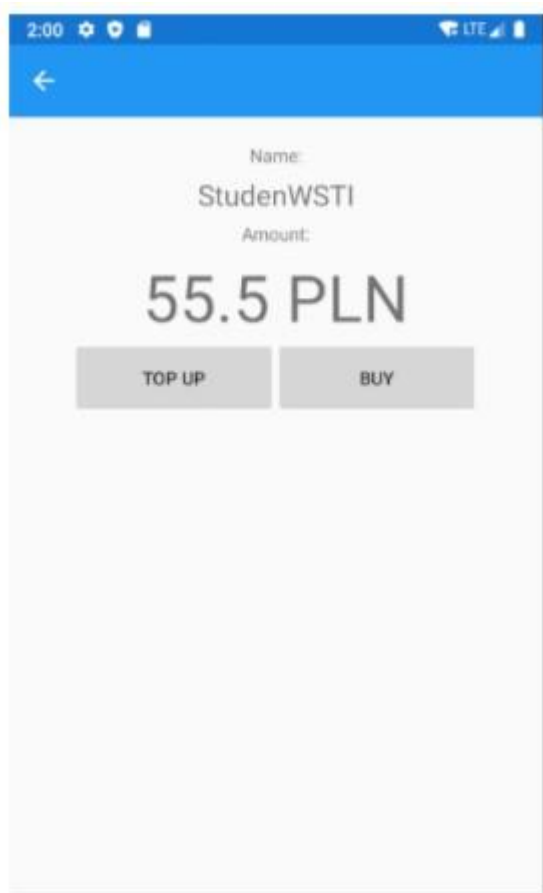 2:00 LTE
Name:
StudenWSTI
Amount:
55.5 PLN
TOP UP BUY